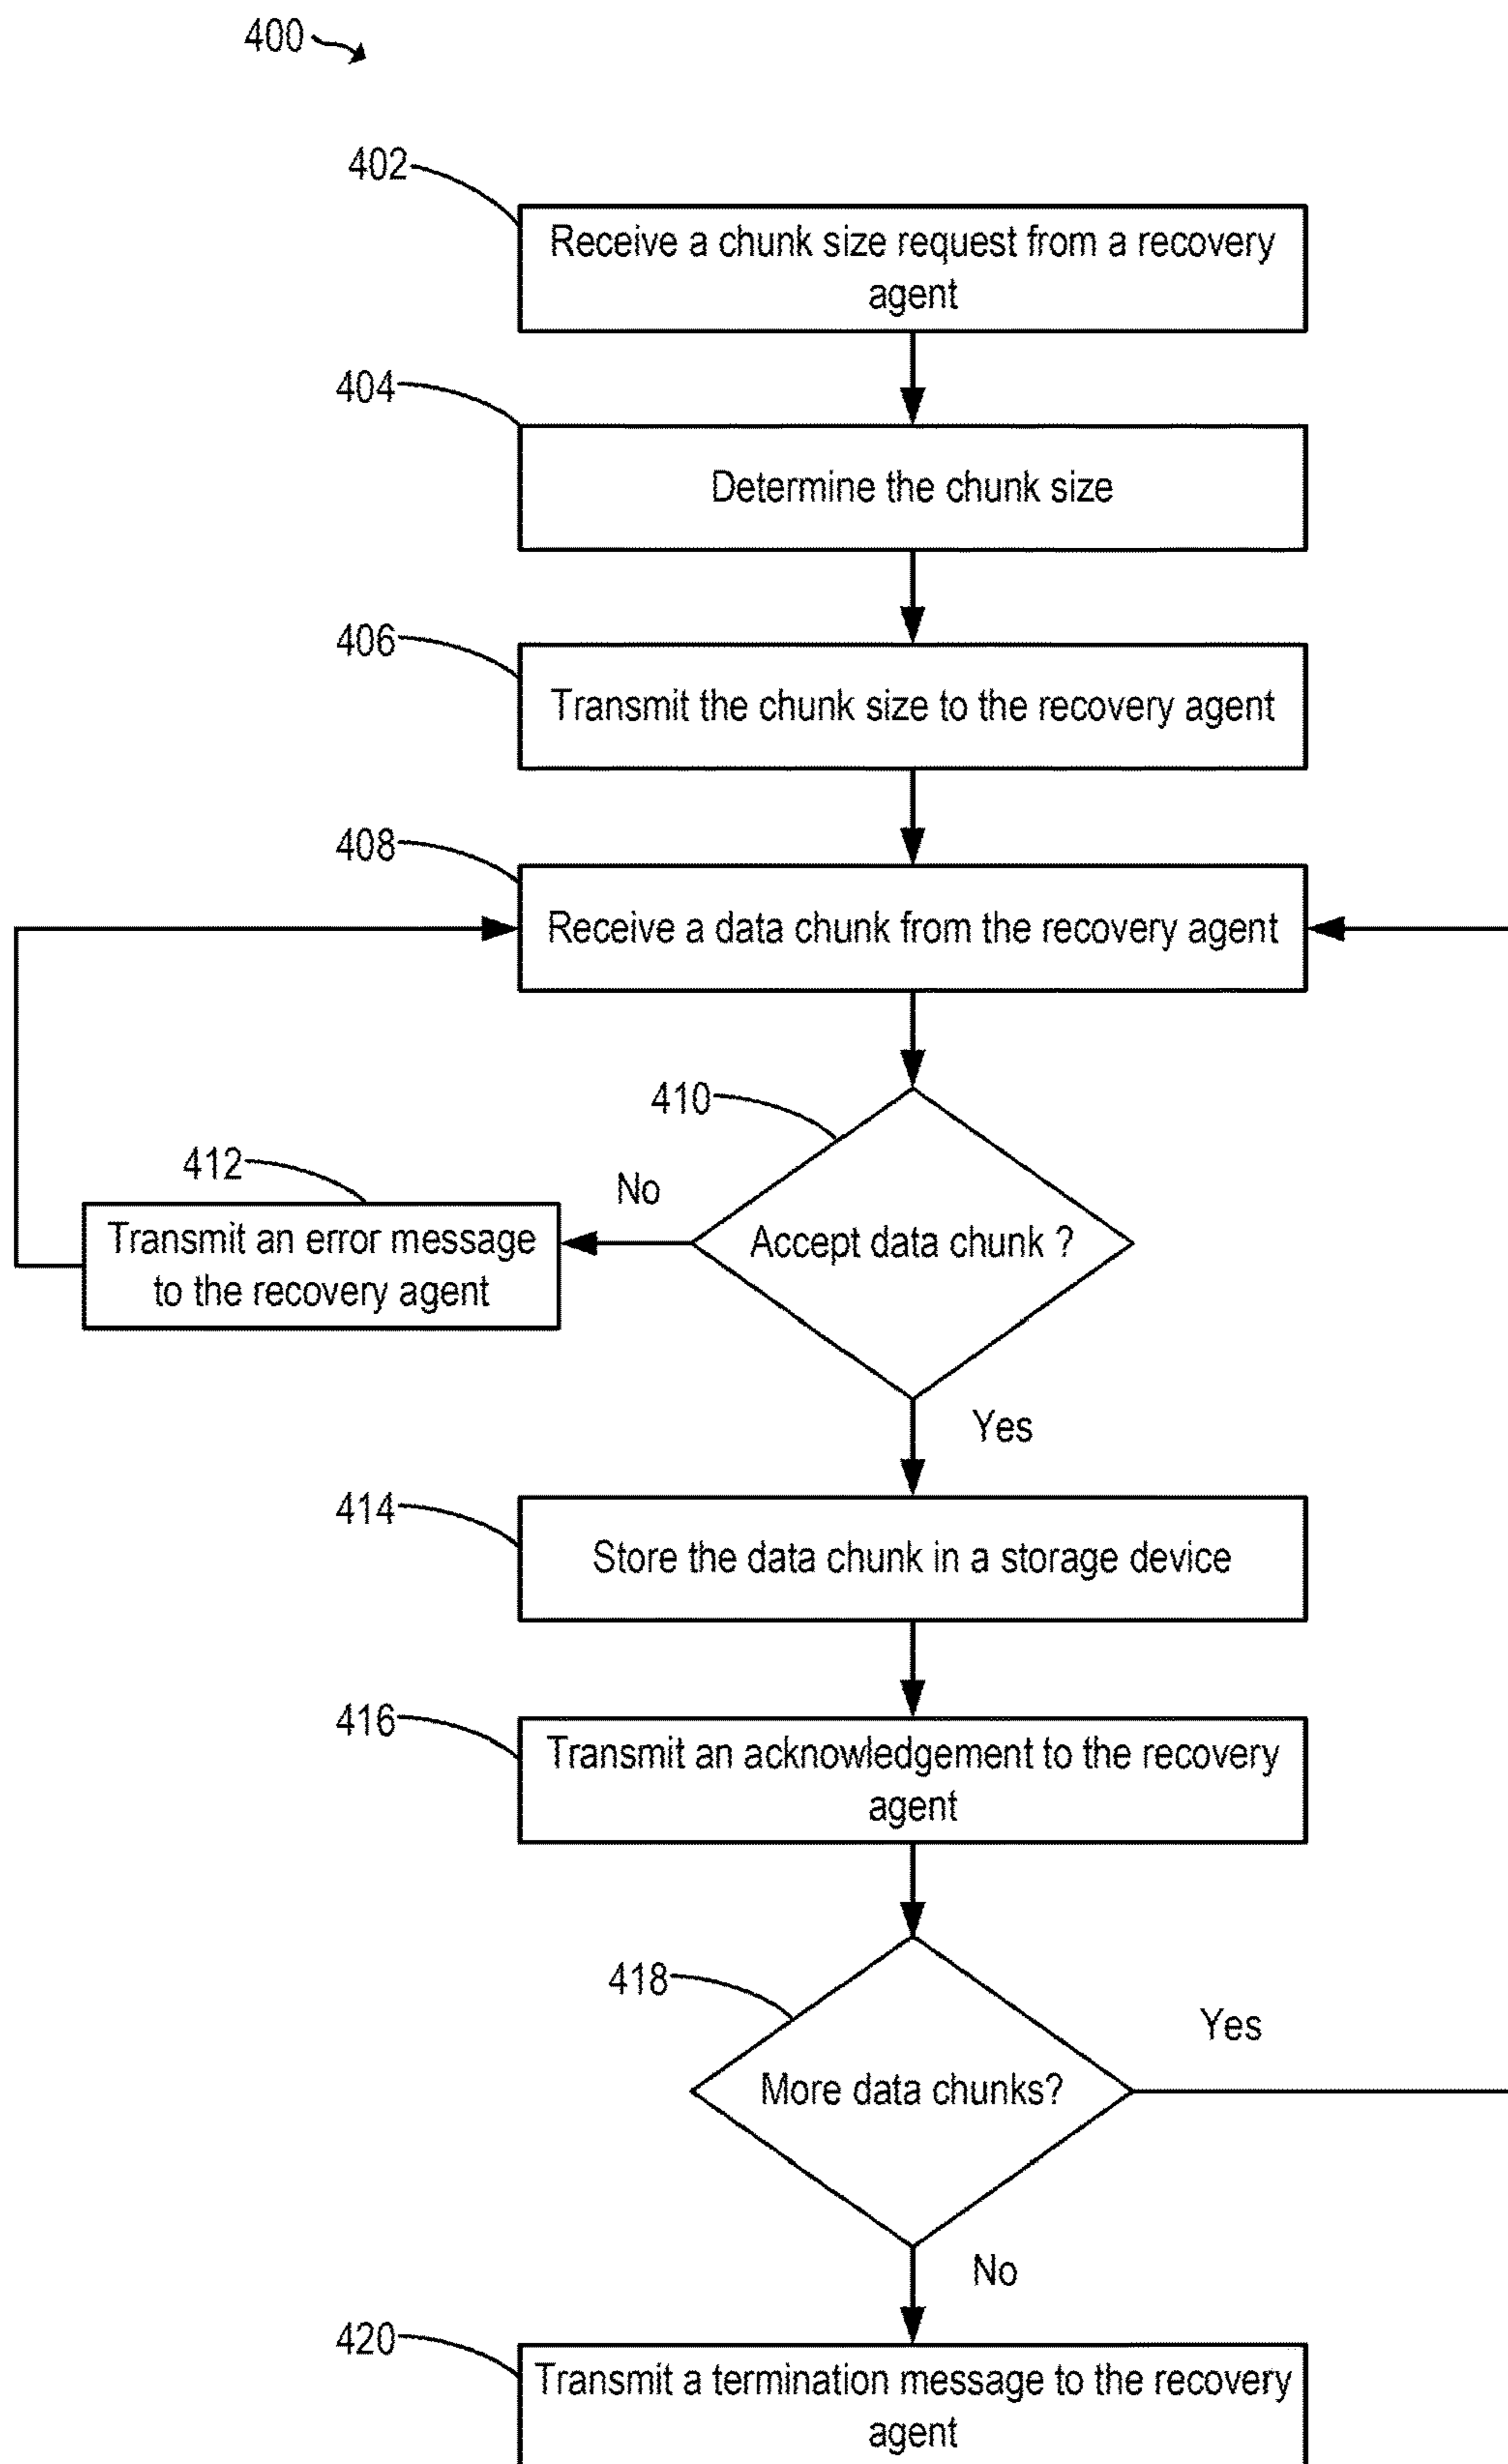 400
402
Receive a chunk size request from a recovery
agent
404
Determine the chunk size
406
Transmit the chunk size to the recovery agent
408
Receive a data chunk from the recovery agent
410
Accept data chunk ?
No
412
Transmit an error message
to the recovery agent
Yes
414
Store the data chunk in a storage device
416
Transmit an acknowledgement to the recovery
agent
418
More data chunks?
Yes
No
420
Transmit a termination message to the recovery
agent